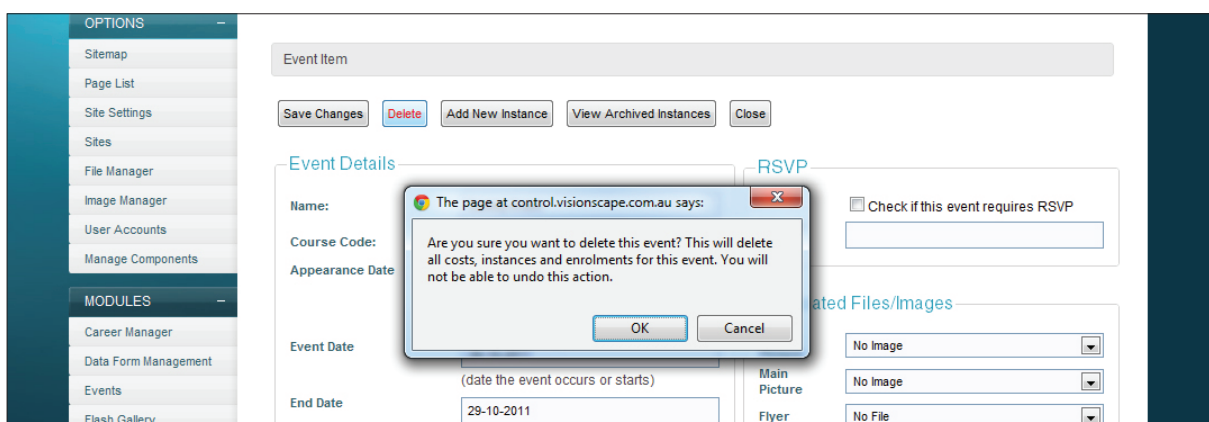 OPTIONS –
Sitemap
Page List
Site Settings
Sites
File Manager
Image Manager
User Accounts
Manage Components
MODULES –
Career Manager
Data Form Management
Events
Flash Gallery
Event Item
Save Changes Delete Add New Instance View Archived Instances Close
Event Details
Name:
Course Code:
Appearance Date
Event Date
(date the event occurs or starts)
End Date
29-10-2011
The page at control.visionscape.com.au says:
x
Are you sure you want to delete this event? This will delete
all costs, instances and enrolments for this event. You will
not be able to undo this action.
OK Cancel
RSVP
Check if this event requires RSVP
Files/Images
No Image
Main
Picture
No Image
Flyer
No File